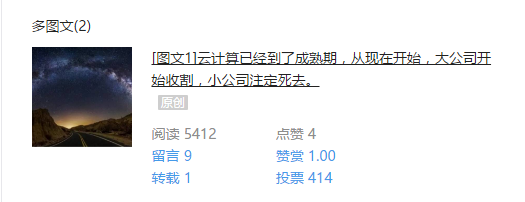 多图文(2)
[图文1]云计算已经到了成熟期，从现在开始，大公司开
始收割，小公司注定死去。
原创
阅读 5412 点赞 4
留言 9 赞赏 1.00
转载 1 投票 414